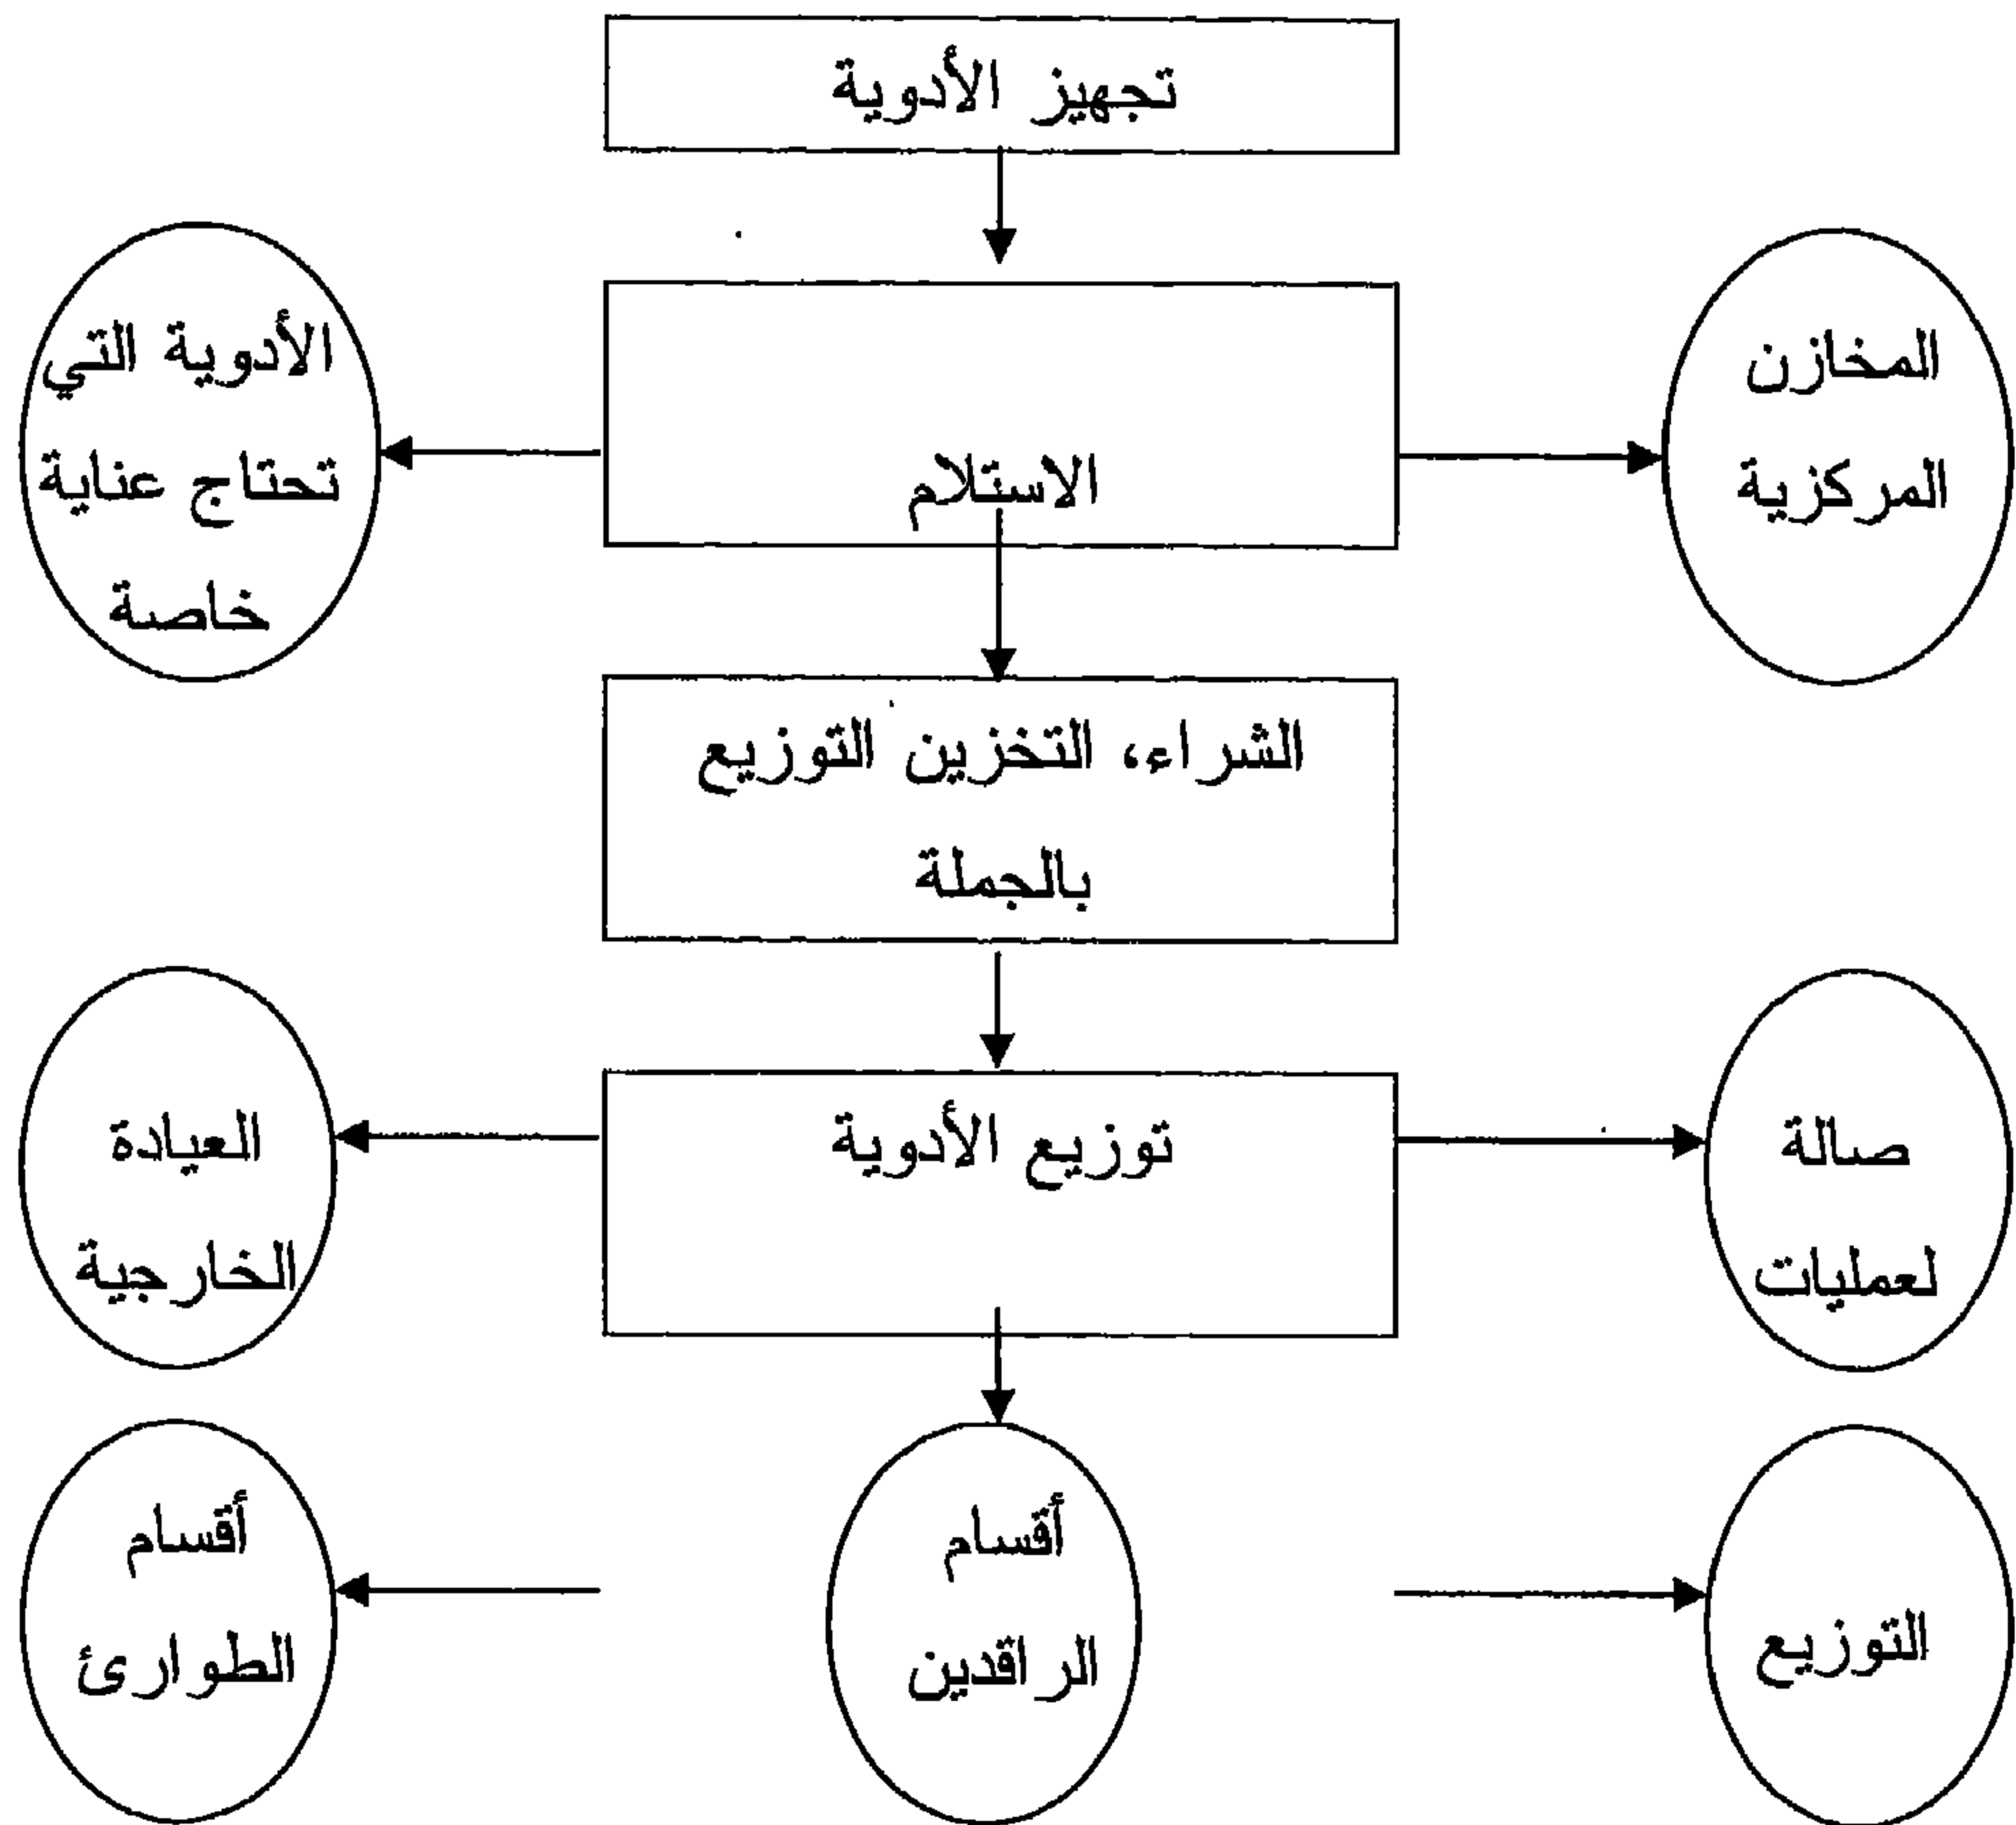 تجهيز الأدوية
المخازن
المركزية
الاستلام
الأدوية التي
تحتاج عناية
خاصة
الشراء، التخزين التوزيع
بالجملة
صالة
لعمليات
توزيع الأدوية
العيادة
الخارجية
التوزيع
أقسام
الراقدين
أقسام
الطوارئ